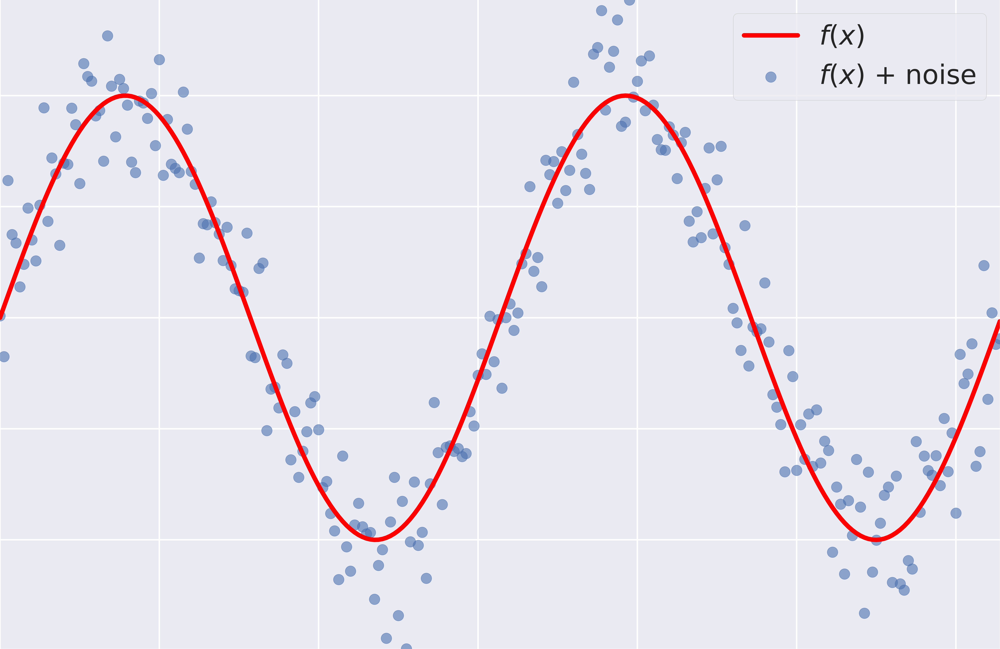 f(x)
f(x) + noise